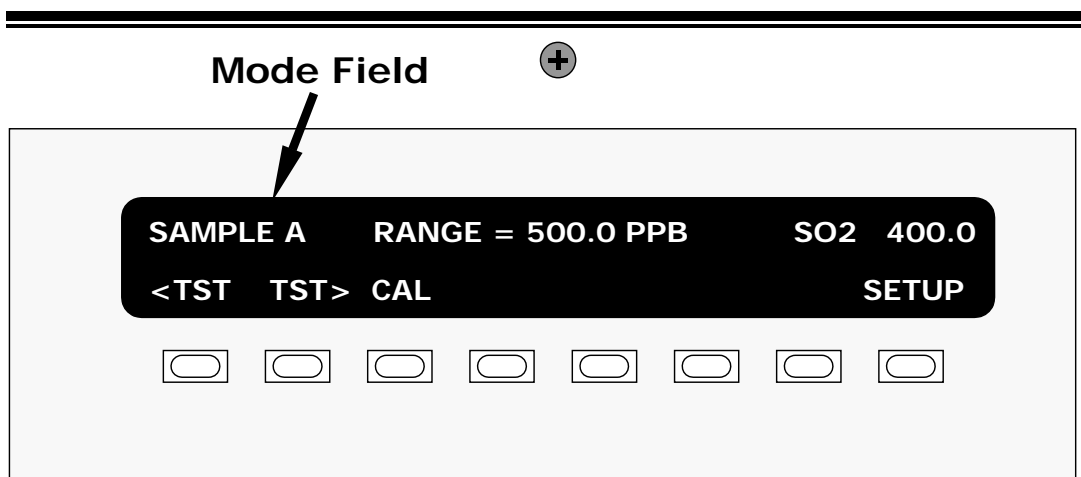 Mode Field
SAMPLE A RANGE = 500.0 PPB SO2 400.0
<TST TST> CAL SETUP